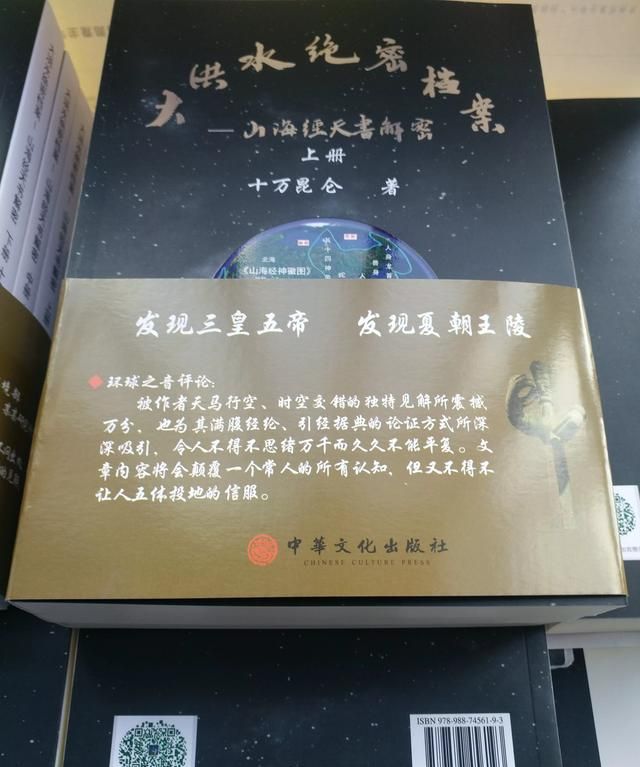 大洪水绝密档案
—山海經天書解密
上册
十万昆仑 著
北海
《山海经神徽图》
发现三皇五帝 发现夏朝王陵
环球之音评论:
被作者天马行空、时空交错的独特见解所震撼
万分,也为其满腹经纶、引经据典的论证方式所深
深吸引,令人不得不思绪万千而久久不能平复。文
章内容将会颠覆一个常人的所有认知,但又不得不
让人五体投地的信服。
中華文化出版社
CHINESE CULTURE PRESS
ISBN 978-988-74561-9-3